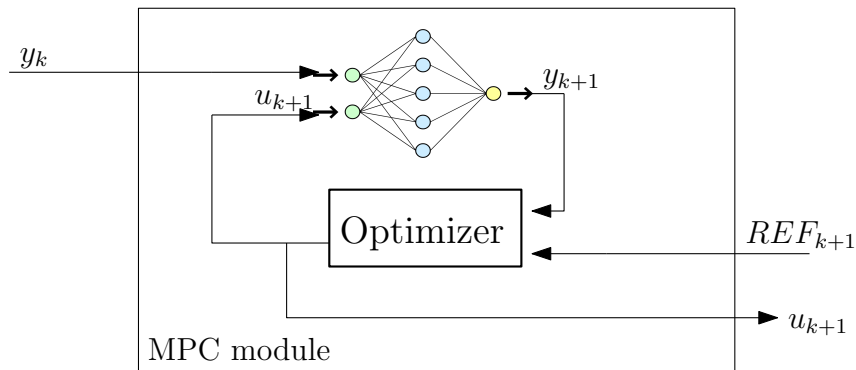 y_k
u_{k+1}
y_{k+1}
Optimizer
REF_{k+1}
u_{k+1}
MPC module